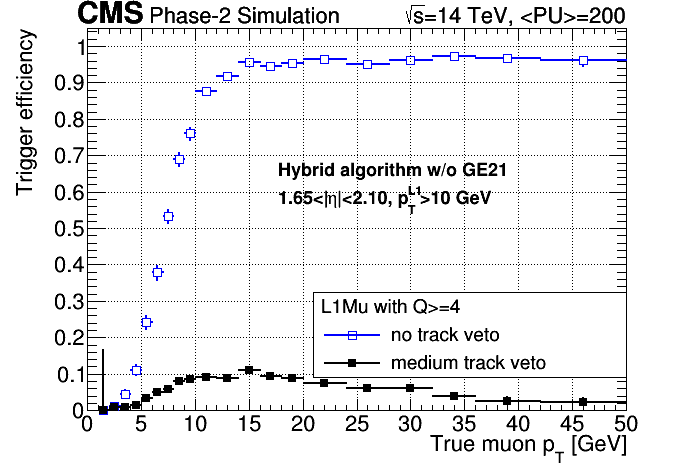 CMS Phase-2 Simulation √s=14 TeV, <PU>=200
Trigger efficiency
1
0.9
0.8
0.7
0.6
0.5
0.4
0.3
0.2
0.1
0
Hybrid algorithm w/o GE21
1.65<|η|<2.10, p_T^L1>10 GeV
L1Mu with Q>=4
no track veto
medium track veto
0 5 10 15 20 25 30 35 40 45 50
True muon p_T [GeV]